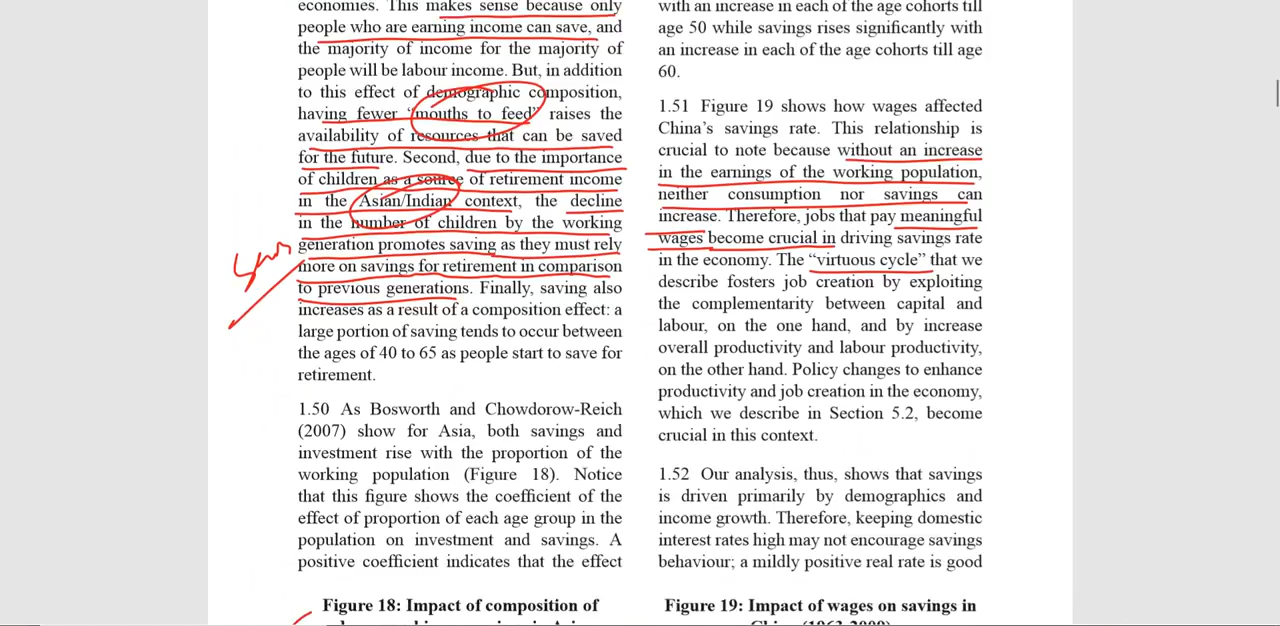 economies. This makes sense because only
people who are earning income can save, and
the majority of income for the majority of
people will be labour income. But, in addition
to this effect of demographic composition,
having fewer “mouths to feed” raises the
availability of resources that can be saved
for the future. Second, due to the importance
of children as a source of retirement income
in the Asian/Indian context, the decline
in the number of children by the working
generation promotes saving as they must rely
more on savings for retirement in comparison
to previous generations. Finally, saving also
increases as a result of a composition effect: a
large portion of saving tends to occur between
the ages of 40 to 65 as people start to save for
retirement.
1.50 As Bosworth and Chowdorow-Reich
(2007) show for Asia, both savings and
investment rise with the proportion of the
working population (Figure 18). Notice
that this figure shows the coefficient of the
effect of proportion of each age group in the
population on investment and savings. A
positive coefficient indicates that the effect
Figure 18: Impact of composition of
with an increase in each of the age cohorts till
age 50 while savings rises significantly with
an increase in each of the age cohorts till age
60.
1.51 Figure 19 shows how wages affected
China’s savings rate. This relationship is
crucial to note because without an increase
in the earnings of the working population,
neither consumption nor savings can
increase. Therefore, jobs that pay meaningful
wages become crucial in driving savings rate
in the economy. The “virtuous cycle” that we
describe fosters job creation by exploiting
the complementarity between capital and
labour, on the one hand, and by increase
overall productivity and labour productivity,
on the other hand. Policy changes to enhance
productivity and job creation in the economy,
which we describe in Section 5.2, become
crucial in this context.
1.52 Our analysis, thus, shows that savings
is driven primarily by demographics and
income growth. Therefore, keeping domestic
interest rates high may not encourage savings
behaviour; a mildly positive real rate is good
Figure 19: Impact of wages on savings in